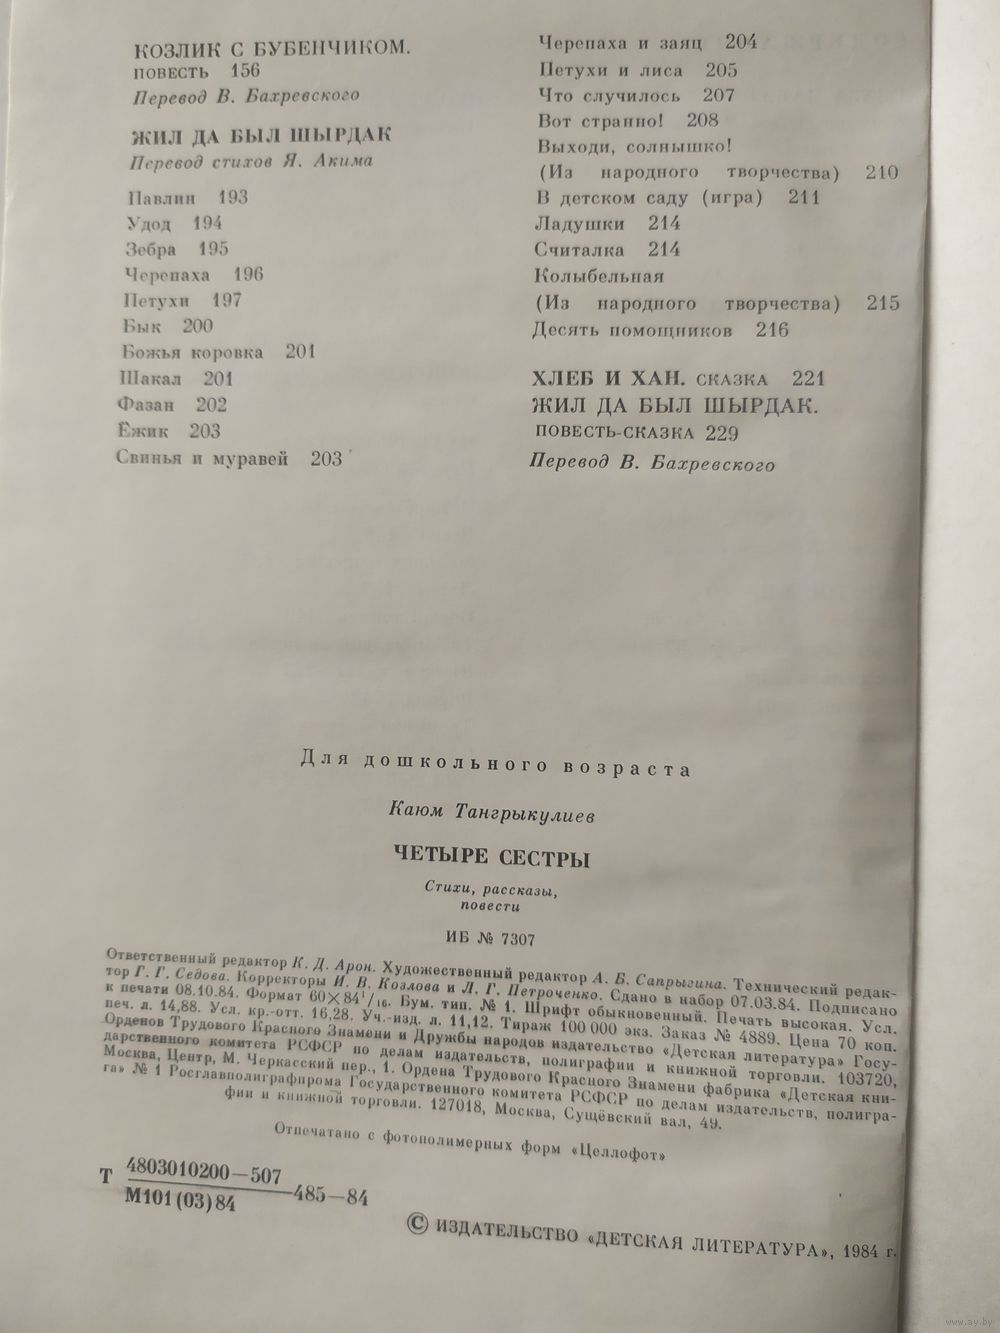 КОЗЛИК С БУБЕНЧИКОМ.
ПОВЕСТЬ 156
Перевод В. Бахревского
ЖИЛ ДА БЫЛ ШЫРДАК
Перевод стихов Я. Акима
Павлин 193
Удод 194
Зебра 195
Черепаха 196
Петухи 197
Бык 200
Божья коровка 201
Шакал 201
Фазан 202
Ёжик 203
Свинья и муравей 203
Черепаха и заяц 204
Петухи и лиса 205
Что случилось 207
Вот странно! 208
Выходи, солнышко!
(Из народного творчества) 210
В детском саду (игра) 211
Ладушки 214
Считалка 214
Колыбельная
(Из народного творчества) 215
Десять помощников 216
ХЛЕБ И ХАН. СКАЗКА 221
ЖИЛ ДА БЫЛ ШЫРДАК.
ПОВЕСТЬ-СКАЗКА 229
Перевод В. Бахревского
Для дошкольного возраста
Каюм Тангрыкулиев
ЧЕТЫРЕ СЕСТРЫ
Стихи, рассказы,
повести
ИБ № 7307
Ответственный редактор К. Д. Арон. Художественный редактор А. Б. Сапрыгина. Технический редак-
тор Г. Г. Седова. Корректоры И. В. Козлова и Л. Г. Петроченко. Сдано в набор 07.03.84. Подписано
к печати 08.10.84. Формат 60×84¹/₁₆. Бум. тип. № 1. Шрифт обыкновенный. Печать высокая. Усл.
печ. л. 14,88. Усл. кр.-отт. 16,28. Уч.-изд. л. 11,12. Тираж 100 000 экз. Заказ № 4889. Цена 70 коп.
Орденов Трудового Красного Знамени и Дружбы народов издательство «Детская литература» Госу-
дарственного комитета РСФСР по делам издательств, полиграфии и книжной торговли. 103720,
Москва, Центр, М. Черкасский пер., 1. Ордена Трудового Красного Знамени фабрика «Детская кни-
га» № 1 Росглавполиграфпрома Государственного комитета РСФСР по делам издательств, полигра-
фии и книжной торговли. 127018, Москва, Сущёвский вал, 49.
Отпечатано с фотополимерных форм «Целлофот»
Т 4803010200—507
М101(03)84 —485—84
© ИЗДАТЕЛЬСТВО «ДЕТСКАЯ ЛИТЕРАТУРА», 1984 г.
www.ay.by